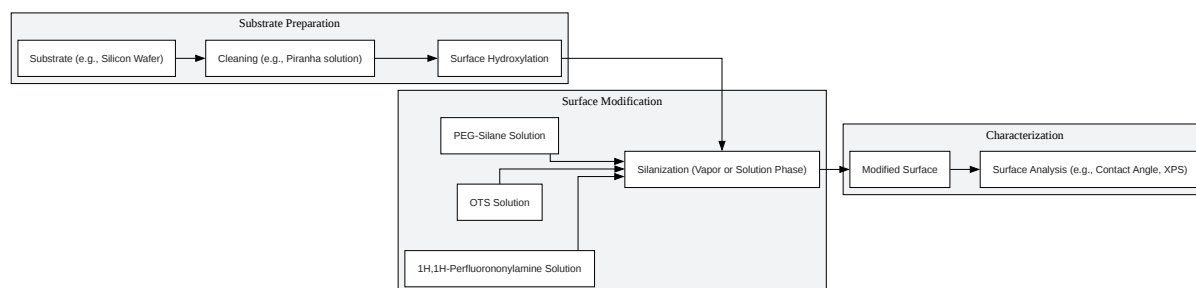 Substrate Preparation
Substrate (e.g., Silicon Wafer)
Cleaning (e.g., Piranha solution)
Surface Hydroxylation
Surface Modification
PEG-Silane Solution
OTS Solution
1H,1H-Perfluorononylamine Solution
Silanization (Vapor or Solution Phase)
Characterization
Modified Surface
Surface Analysis (e.g., Contact Angle, XPS)